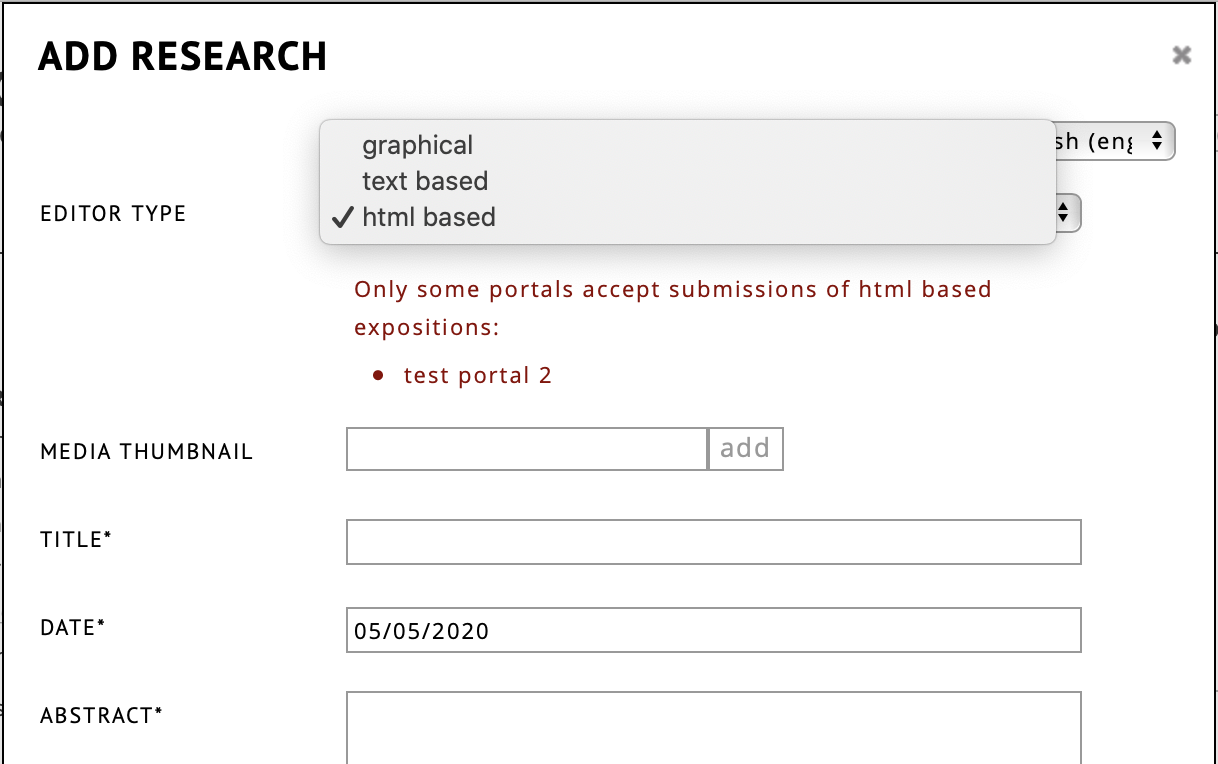 ADD RESEARCH
graphical
sh (eng
text based
EDITOR TYPE
html based
Only some portals accept submissions of html based
expositions:
test portal 2
MEDIA THUMBNAIL
add
TITLE*
DATE*
05/05/2020
ABSTRACT*